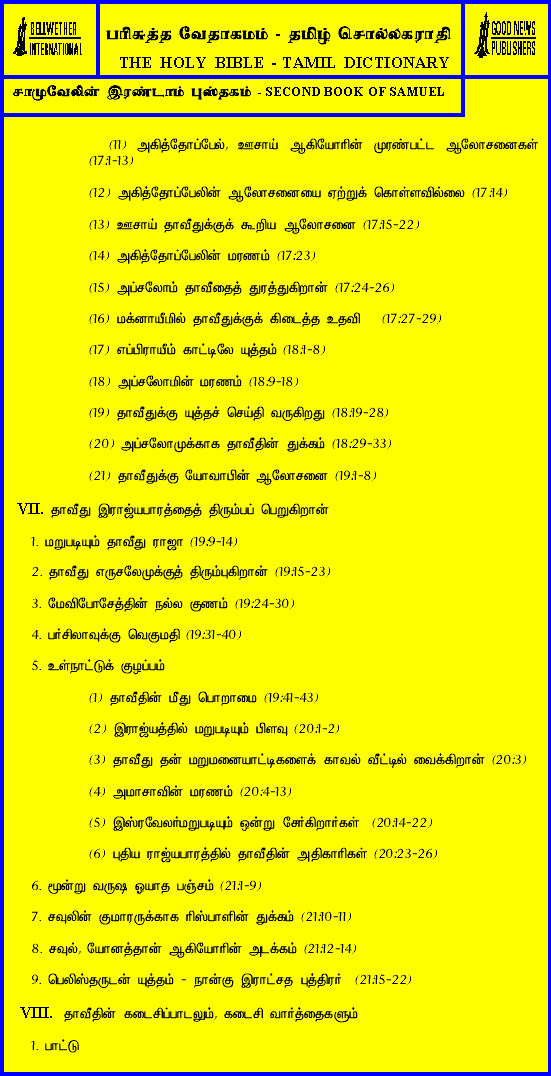 BELLWETHER
INTERNATIONAL
பரிசுத்த வேதாகமம் - தமிழ் சொல்லகராதி
THE HOLY BIBLE - TAMIL DICTIONARY
GOOD NEWS
PUBLISHERS
சாமுவேலின் இரண்டாம் புஸ்தகம் - SECOND BOOK OF SAMUEL
(11) அகித்தோப்பேல், ஊசாய் ஆகியோரின் முரண்பட்ட ஆலோசனைகள்
(17:1-13)
(12) அகித்தோப்பேலின் ஆலோசனையை ஏற்றுக் கொள்ளவில்லை (17:14)
(13) ஊசாய் தாவீதுக்குக் கூறிய ஆலோசனை (17:15-22)
(14) அகித்தோப்பேலின் மரணம் (17:23)
(15) அப்சலோம் தாவீதைத் துரத்துகிறான் (17:24-26)
(16) மக்னாயீமில் தாவீதுக்குக் கிடைத்த உதவி (17:27-29)
(17) எப்பிராயீம் காட்டிலே யுத்தம் (18:1-8)
(18) அப்சலோமின் மரணம் (18:9-18)
(19) தாவீதுக்கு யுத்தச் செய்தி வருகிறது (18:19-28)
(20) அப்சலோமுக்காக தாவீதின் துக்கம் (18:29-33)
(21) தாவீதுக்கு யோவாபின் ஆலோசனை (19:1-8)
VII. தாவீது இராஜ்யபாரத்தைத் திரும்பப் பெறுகிறான்
1. மறுபடியும் தாவீது ராஜா (19:9-14)
2. தாவீது எருசலேமுக்குத் திரும்புகிறான் (19:15-23)
3. மேவிபோசேத்தின் நல்ல குணம் (19:24-30)
4. பர்சிலாவுக்கு வெகுமதி (19:31-40)
5. உள்நாட்டுக் குழப்பம்
(1) தாவீதின் மீது பொறாமை (19:41-43)
(2) இராஜ்யத்தில் மறுபடியும் பிளவு (20:1-2)
(3) தாவீது தன் மறுமனையாட்டிகளைக் காவல் வீட்டில் வைக்கிறான் (20:3)
(4) அமாசாவின் மரணம் (20:4-13)
(5) இஸ்ரவேலர்மறுபடியும் ஒன்று சேர்கிறார்கள் (20:14-22)
(6) புதிய ராஜ்யபாரத்தில் தாவீதின் அதிகாரிகள் (20:23-26)
6. மூன்று வருஷ ஓயாத பஞ்சம் (21:1-9)
7. சவுலின் குமாரருக்காக ரிஸ்பாளின் துக்கம் (21:10-11)
8. சவுல், யோனத்தான் ஆகியோரின் அடக்கம் (21:12-14)
9. பெலிஸ்தருடன் யுத்தம் - நான்கு இராட்சத புத்திரர் (21:15-22)
VIII. தாவீதின் கடைசிப்பாடலும், கடைசி வார்த்தைகளும்
1. பாட்டு